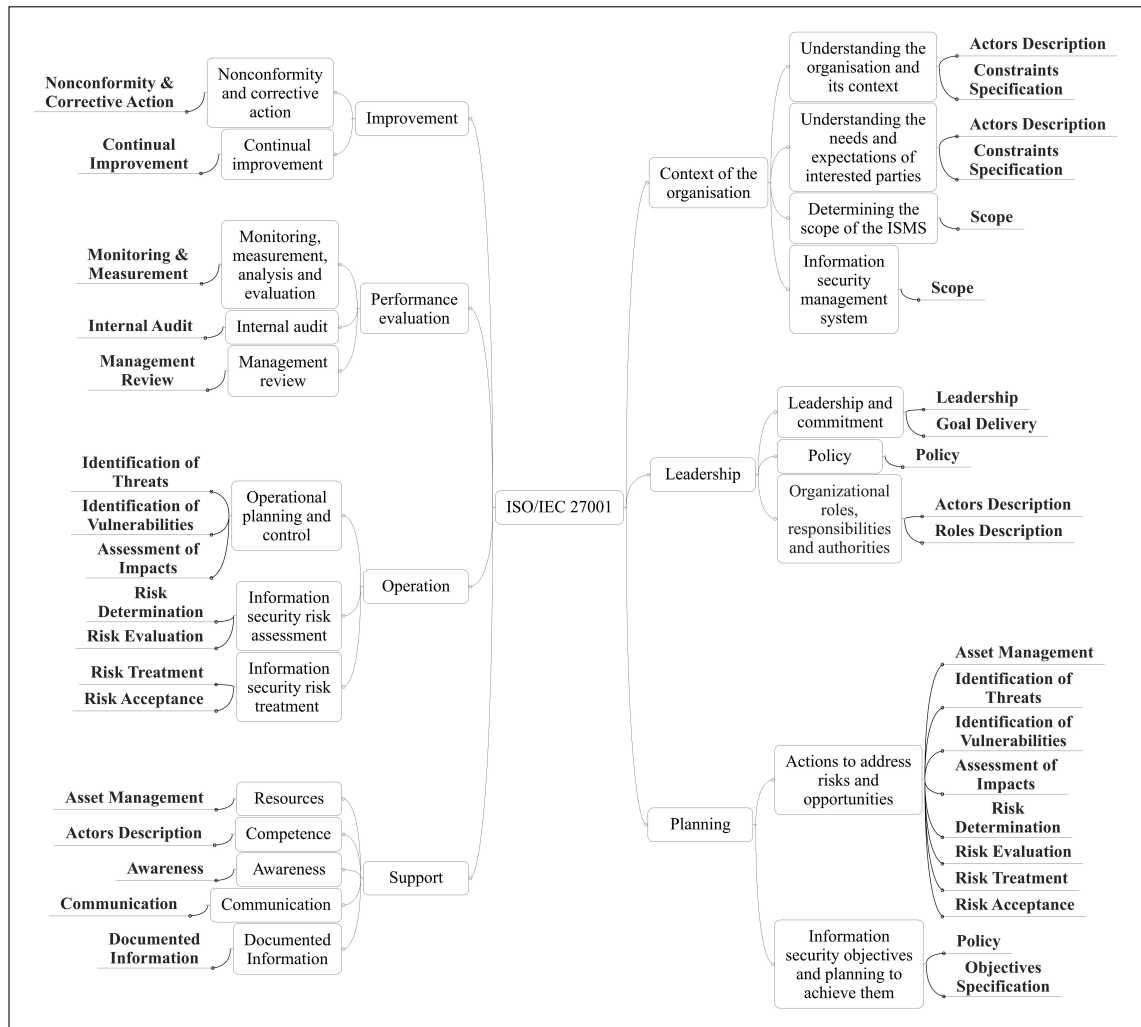 Nonconformity &
Corrective Action
Nonconformity
and corrective
action
Continual
Improvement
Continual
improvement
Improvement
Monitoring &
Measurement
Monitoring,
measurement,
analysis and
evaluation
Internal Audit
Internal audit
Management
Review
Management
review
Performance
evaluation
Identification of
Threats
Identification of
Vulnerabilities
Assessment of
Impacts
Operational
planning and
control
Risk
Determination
Risk Evaluation
Information
security risk
assessment
Risk Treatment
Risk Acceptance
Information
security risk
treatment
Operation
Asset Management
Resources
Actors Description
Competence
Awareness
Awareness
Communication
Communication
Documented
Information
Documented
Information
Support
ISO/IEC 27001
Context of the
organisation
Understanding the
organisation and
its context
Actors Description
Constraints
Specification
Understanding the
needs and
expectations of
interested parties
Actors Description
Constraints
Specification
Determining the
scope of the ISMS
Scope
Information
security
management
system
Scope
Leadership
Leadership and
commitment
Leadership
Goal Delivery
Policy
Policy
Organizational
roles,
responsibilities
and authorities
Actors Description
Roles Description
Planning
Actions to address
risks and
opportunities
Asset Management
Identification of
Threats
Identification of
Vulnerabilities
Assessment of
Impacts
Risk
Determination
Risk Evaluation
Risk Treatment
Risk Acceptance
Information
security objectives
and planning to
achieve them
Policy
Objectives
Specification